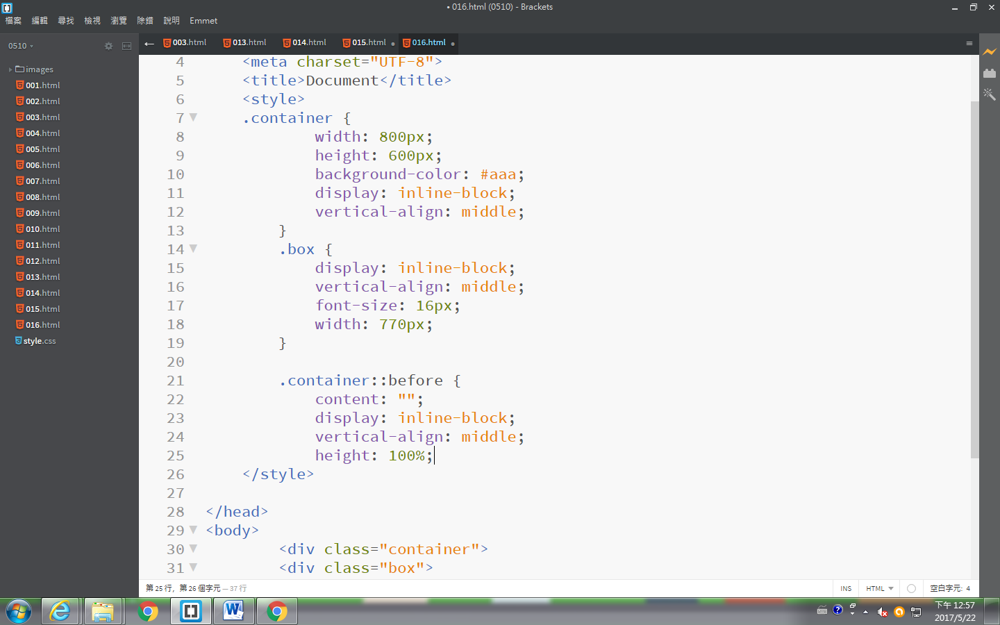 • 016.html (0510) - Brackets
檔案 編輯 尋找 檢視 瀏覽 除錯 說明 Emmet
0510
images
001.html
002.html
003.html
004.html
005.html
006.html
007.html
008.html
009.html
010.html
011.html
012.html
013.html
014.html
015.html
016.html
style.css
003.html 013.html 014.html 015.html 016.html
4 <meta charset="UTF-8">
5 <title>Document</title>
6 <style>
7 .container {
8 width: 800px;
9 height: 600px;
10 background-color: #aaa;
11 display: inline-block;
12 vertical-align: middle;
13 }
14 .box {
15 display: inline-block;
16 vertical-align: middle;
17 font-size: 16px;
18 width: 770px;
19 }
20
21 .container::before {
22 content: "";
23 display: inline-block;
24 vertical-align: middle;
25 height: 100%;
26 </style>
27
28 </head>
29 <body>
30 <div class="container">
31 <div class="box">
第 25 行，第 26 個字元 — 37 行 INS HTML 空白字元: 4
下午 12:57
2017/5/22